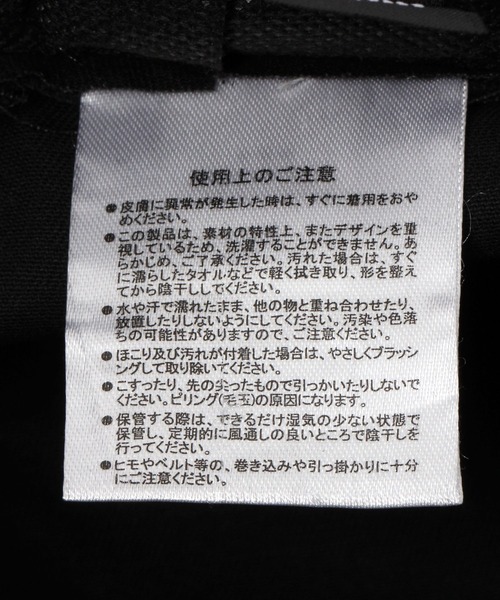 使用上のご注意
●皮膚に異常が発生した時は、すぐに着用をおや
めください。
●この製品は、素材の特性上、またデザインを重
視しているため、洗濯することができません。あ
らかじめ、ご了承ください。汚れた場合は、すぐ
に濡らしたタオルなどで軽く拭き取り、形を整え
てから陰干ししてください。
●水や汗で濡れたまま、他の物と重ね合わせたり、
放置したりしないようにしてください。汚染や色落
ちの可能性がありますので、ご注意ください。
●ほこり及び汚れが付着した場合は、やさしくブラッシ
ングして取り除いてください。
●こすったり、先の尖ったもので引っかいたりしないで
ください。ピリング(毛玉)の原因になります。
●保管する際は、できるだけ湿気の少ない状態で
保管し、定期的に風通しの良いところで陰干しを
行ってください。
●ヒモやベルト等の、巻き込みや引っ掛かりに十分
にご注意ください。